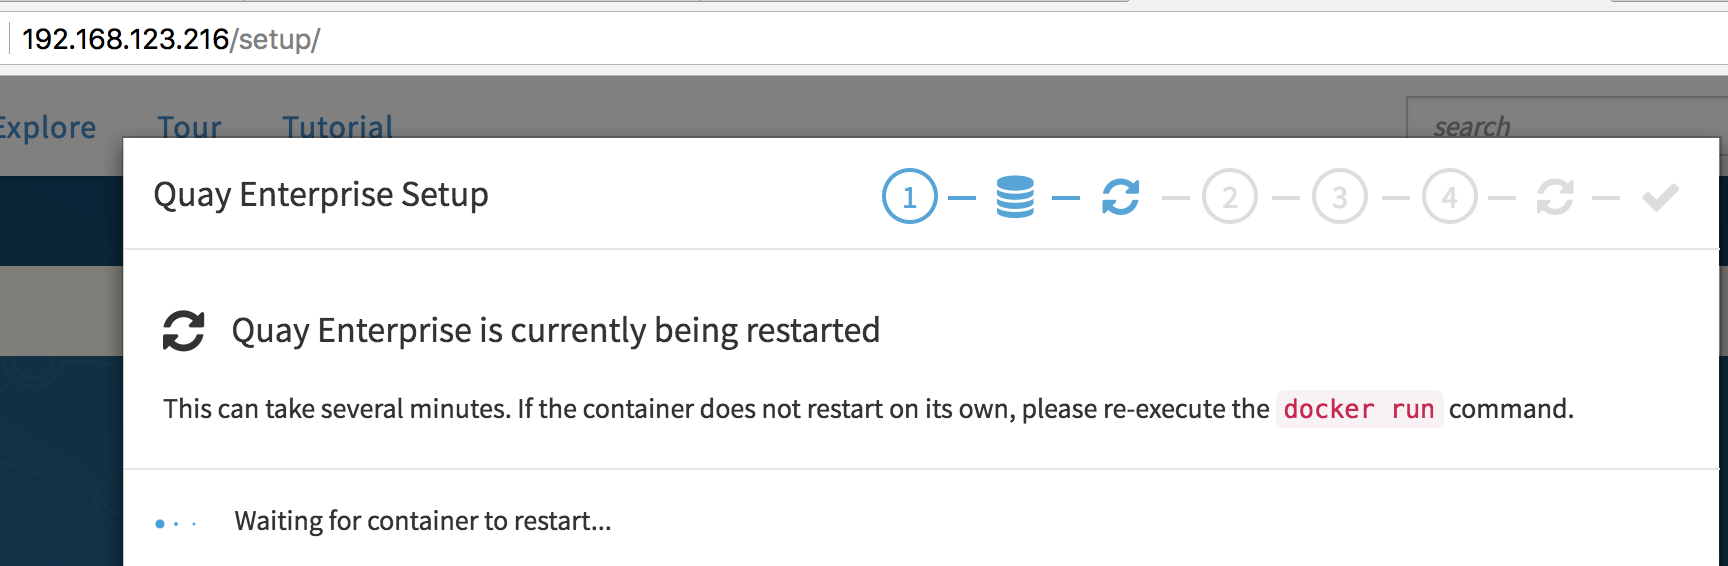 192.168.123.216/setup/
Explore Tour Tutorial search
Quay Enterprise Setup 1 2 3 4
Quay Enterprise is currently being restarted
This can take several minutes. If the container does not restart on its own, please re-execute the docker run command.
Waiting for container to restart...